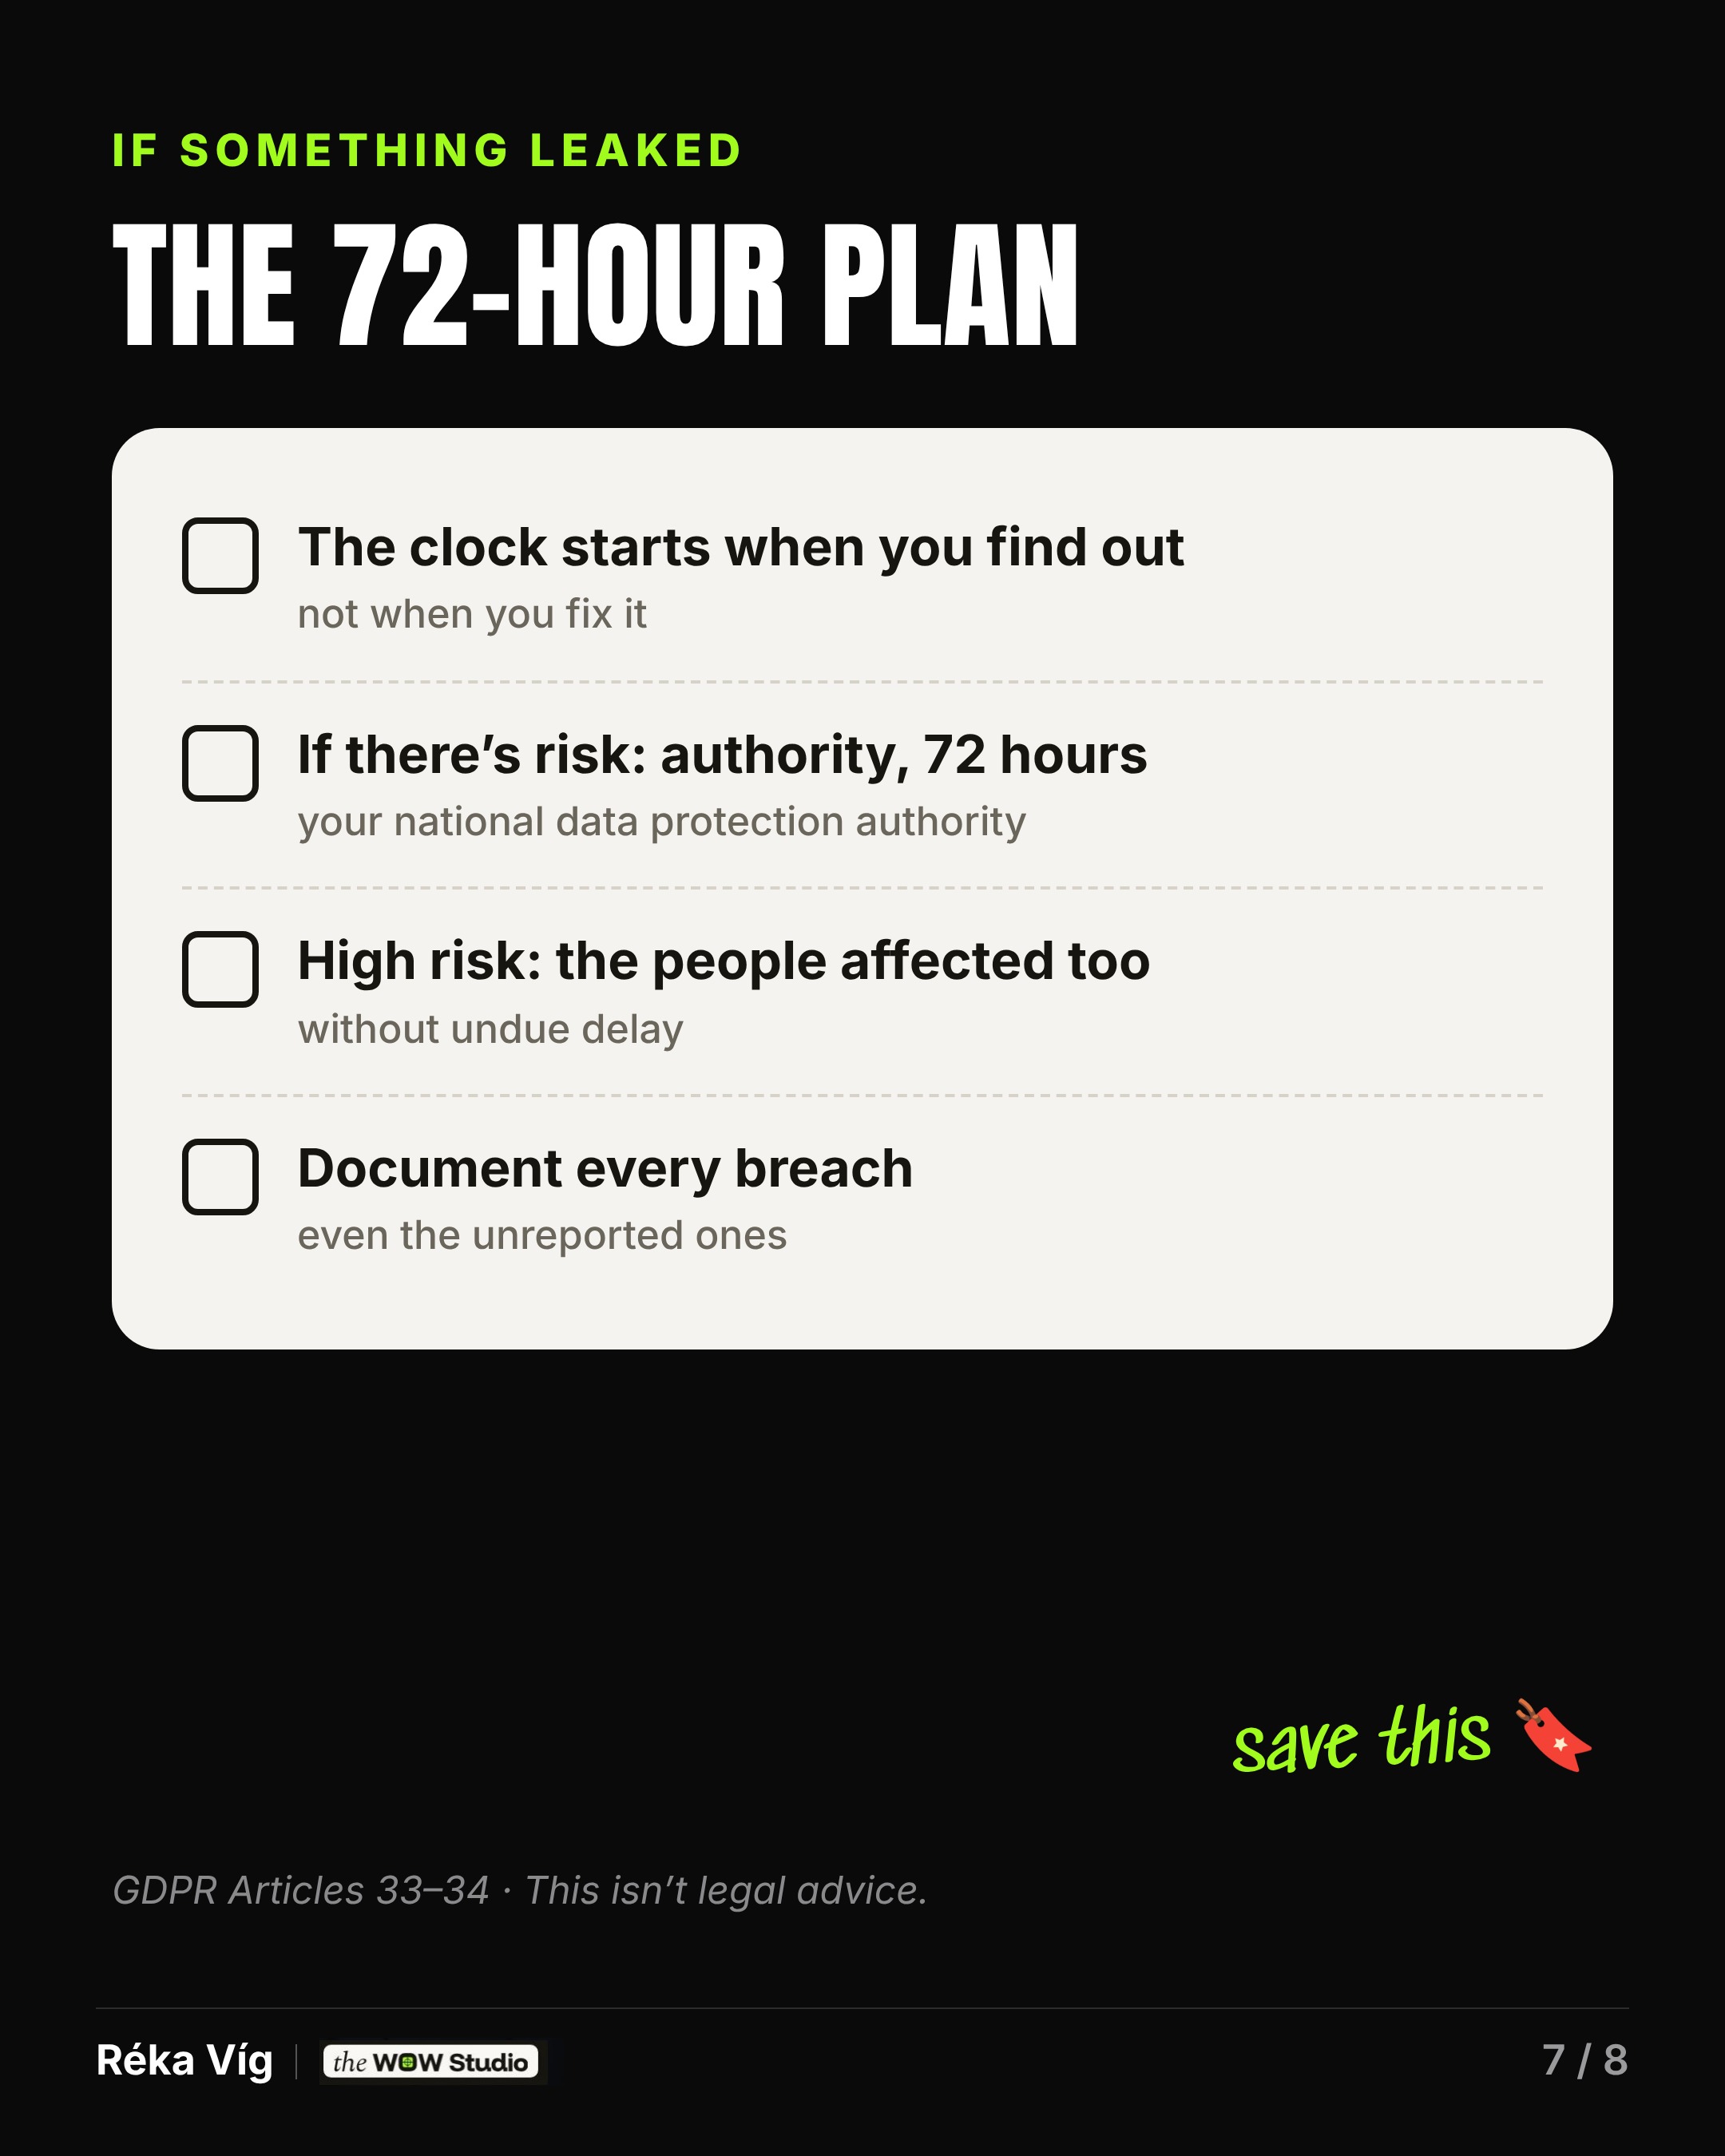 IF SOMETHING LEAKED
THE 72-HOUR PLAN
The clock starts when you find out
not when you fix it
If there’s risk: authority, 72 hours
your national data protection authority
High risk: the people affected too
without undue delay
Document every breach
even the unreported ones
save this
GDPR Articles 33–34 · This isn’t legal advice.
Réka Víg | the WOW Studio
7 / 8